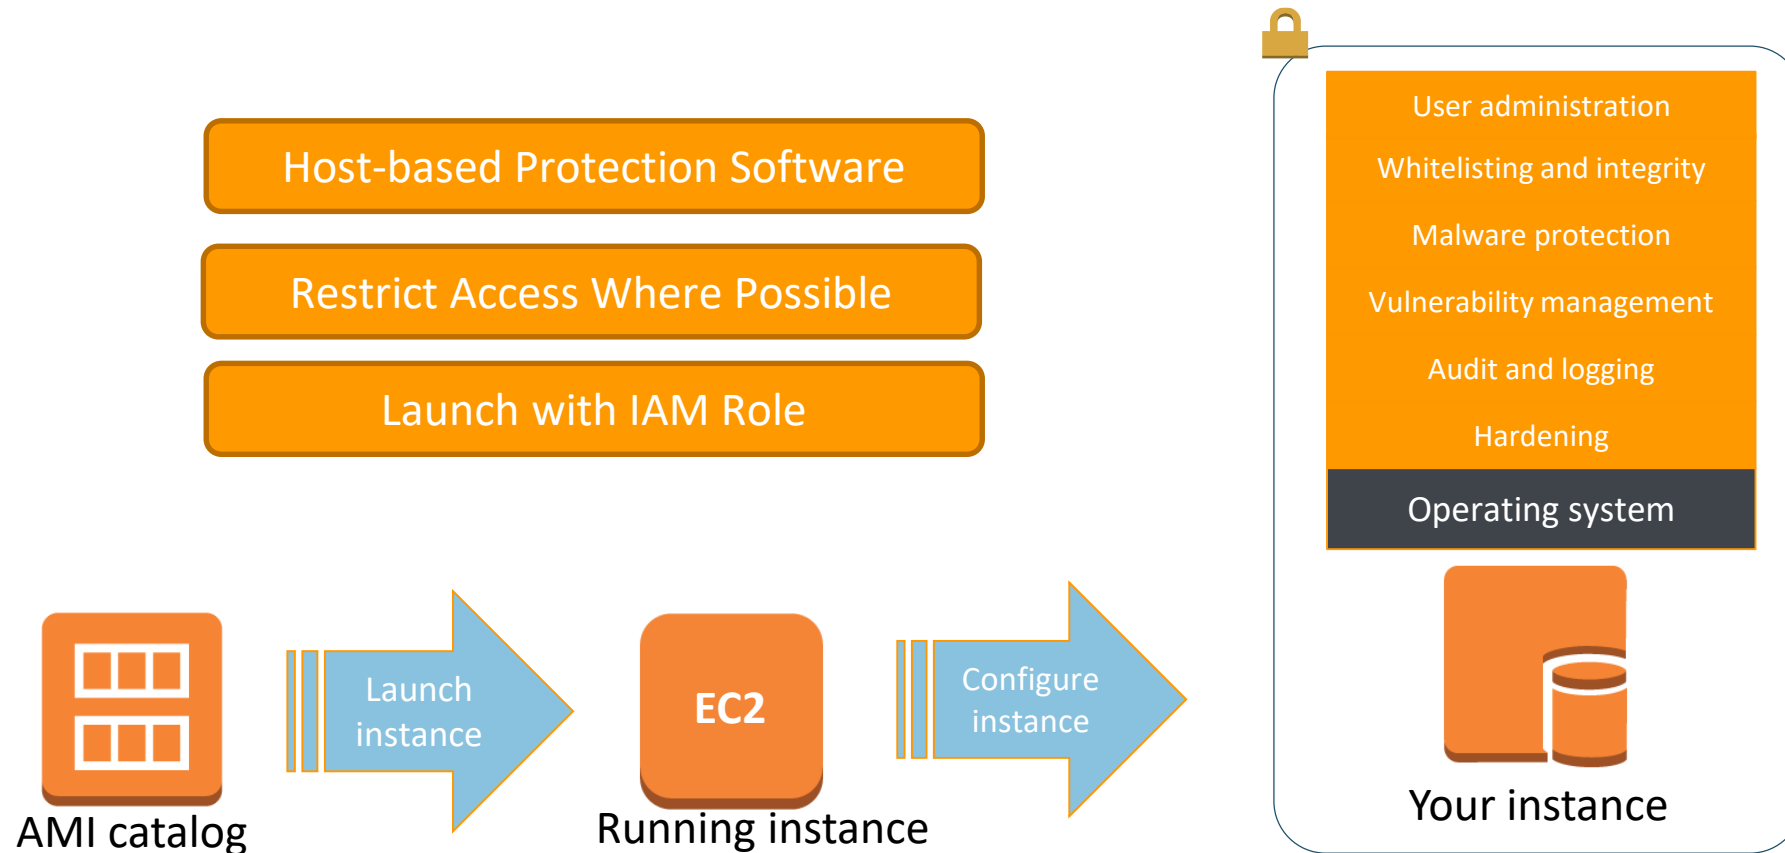 Host-based Protection Software
Restrict Access Where Possible
Launch with IAM Role
User administration
Whitelisting and integrity
Malware protection
Vulnerability management
Audit and logging
Hardening
Operating system
AMI catalog
Launch
instance
EC2
Running instance
Configure
instance
Your instance